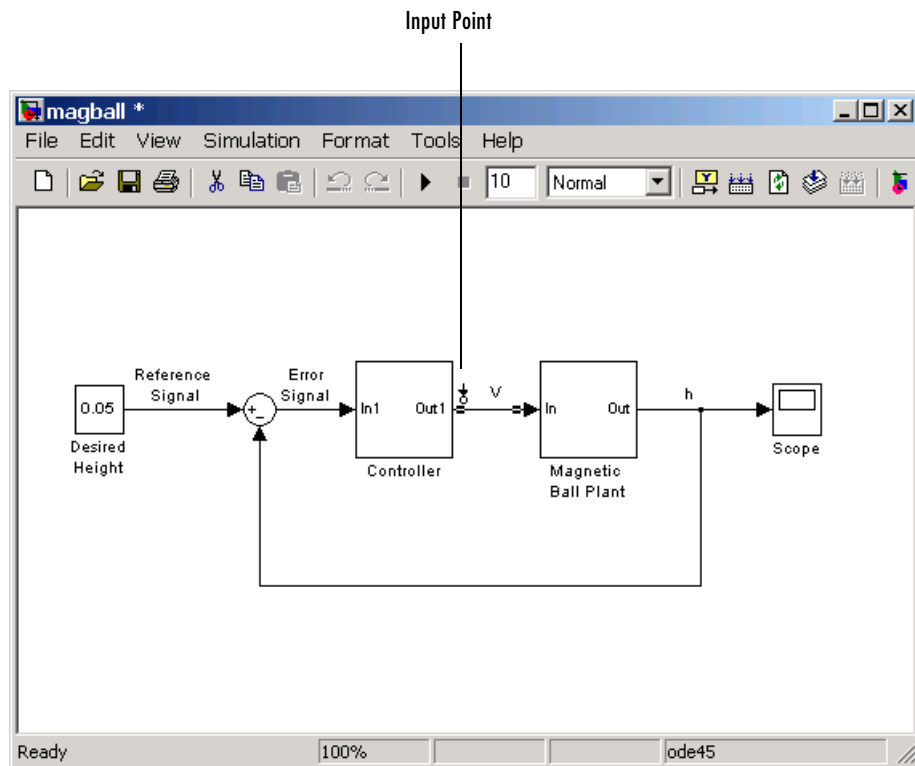 Input Point
magball *
File Edit View Simulation Format Tools Help
10 Normal
Reference Signal
Error Signal
0.05
Desired Height
+
-
In1 Out1
Controller
V
In Out
Magnetic Ball Plant
h
Scope
Ready 100% ode45